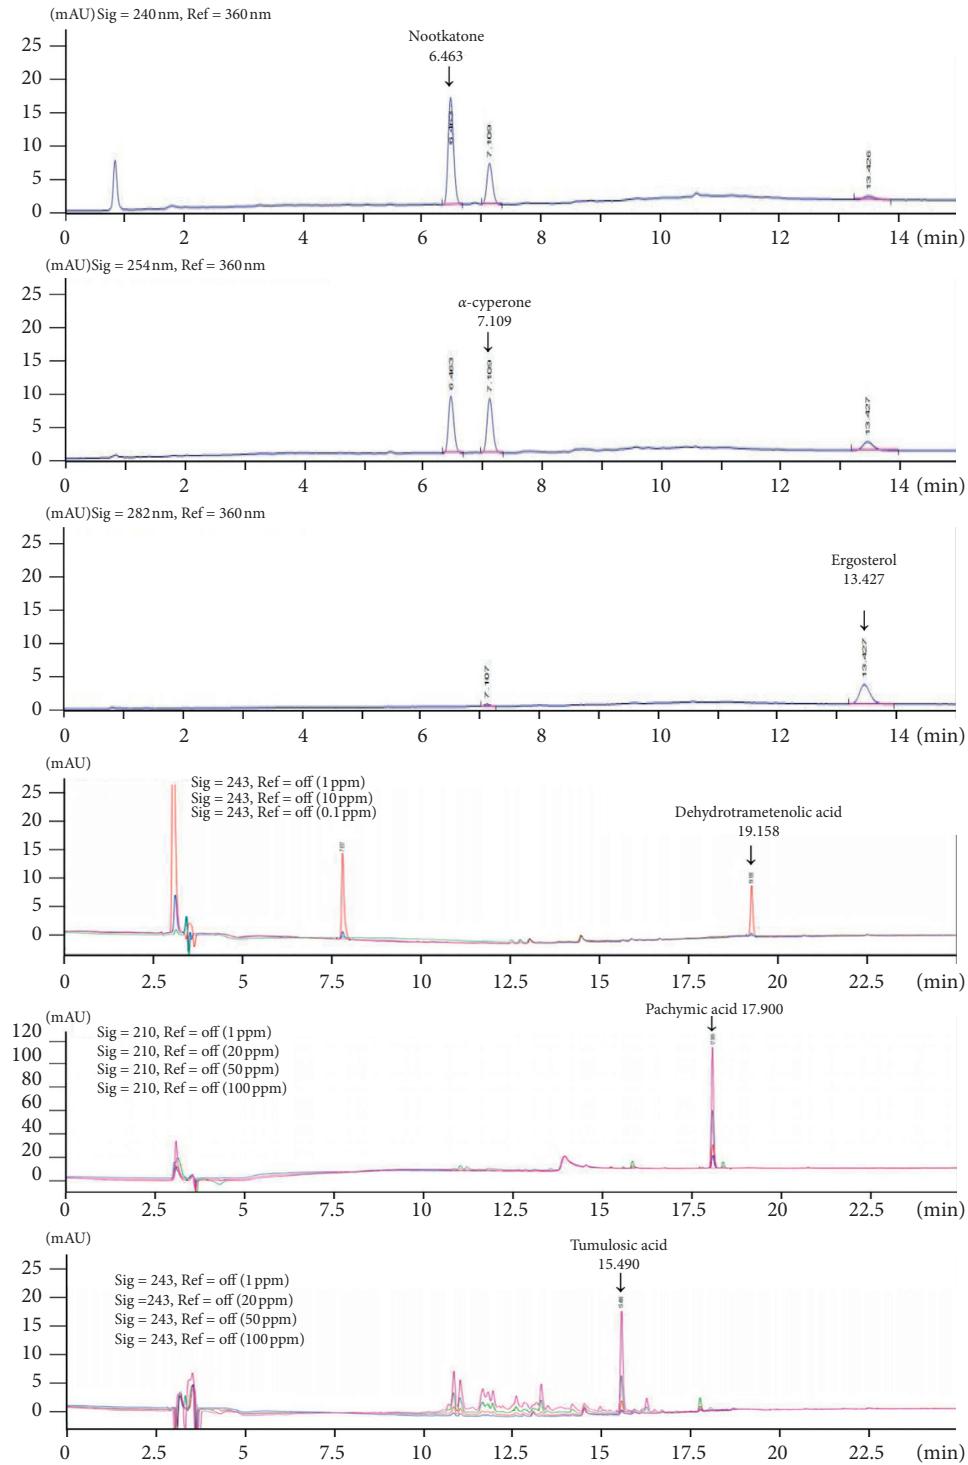 (mAU)Sig = 240 nm, Ref = 360 nm
Nootkatone
6.463
25
20
15
10
5
0
6.463
7.109
13.426
0 2 4 6 8 10 12 14 (min)
(mAU)Sig = 254 nm, Ref = 360 nm
α-cyperone
7.109
25
20
15
10
5
0
6.463
7.109
13.427
0 2 4 6 8 10 12 14 (min)
(mAU)Sig = 282 nm, Ref = 360 nm
Ergosterol
13.427
25
20
15
10
5
0
7.107
13.427
0 2 4 6 8 10 12 14 (min)
(mAU)
Sig = 243, Ref = off (1 ppm)
Sig = 243, Ref = off (10 ppm)
Sig = 243, Ref = off (0.1 ppm)
Dehydrotrametenolic acid
19.158
25
20
15
10
5
0
0 2.5 5 7.5 10 12.5 15 17.5 20 22.5 (min)
Pachymic acid 17.900
(mAU)
Sig = 210, Ref = off (1 ppm)
Sig = 210, Ref = off (20 ppm)
Sig = 210, Ref = off (50 ppm)
Sig = 210, Ref = off (100 ppm)
120
100
80
60
40
20
0
0 2.5 5 7.5 10 12.5 15 17.5 20 22.5 (min)
(mAU)
Tumulosic acid
15.490
Sig = 243, Ref = off (1 ppm)
Sig =243, Ref = off (20 ppm)
Sig = 243, Ref = off (50 ppm)
Sig = 243, Ref = off (100 ppm)
25
20
15
10
5
0
0 2.5 5 7.5 10 12.5 15 17.5 20 22.5 (min)